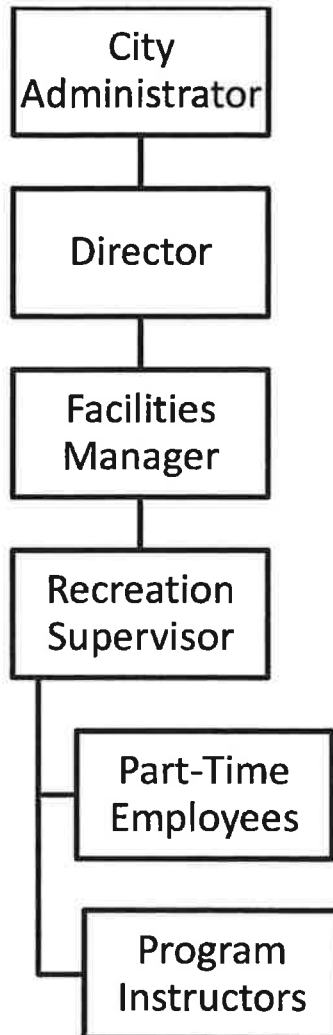 City
Administrator
Director
Facilities
Manager
Recreation
Supervisor
Part-Time
Employees
Program
Instructors